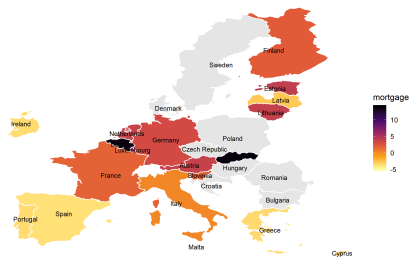 Finland
Sweden
mortgage
Estonia
Latvia
Denmark
Lithuania
Ireland
Netherlands
Poland
Germany
Czech Republic
Luxembourg
Austria
Hungary
France
Slovenia
Romania
Croatia
Bulgaria
Italy
Spain
Portugal
Greece
Malta
Cyprus
10
5
0
-5